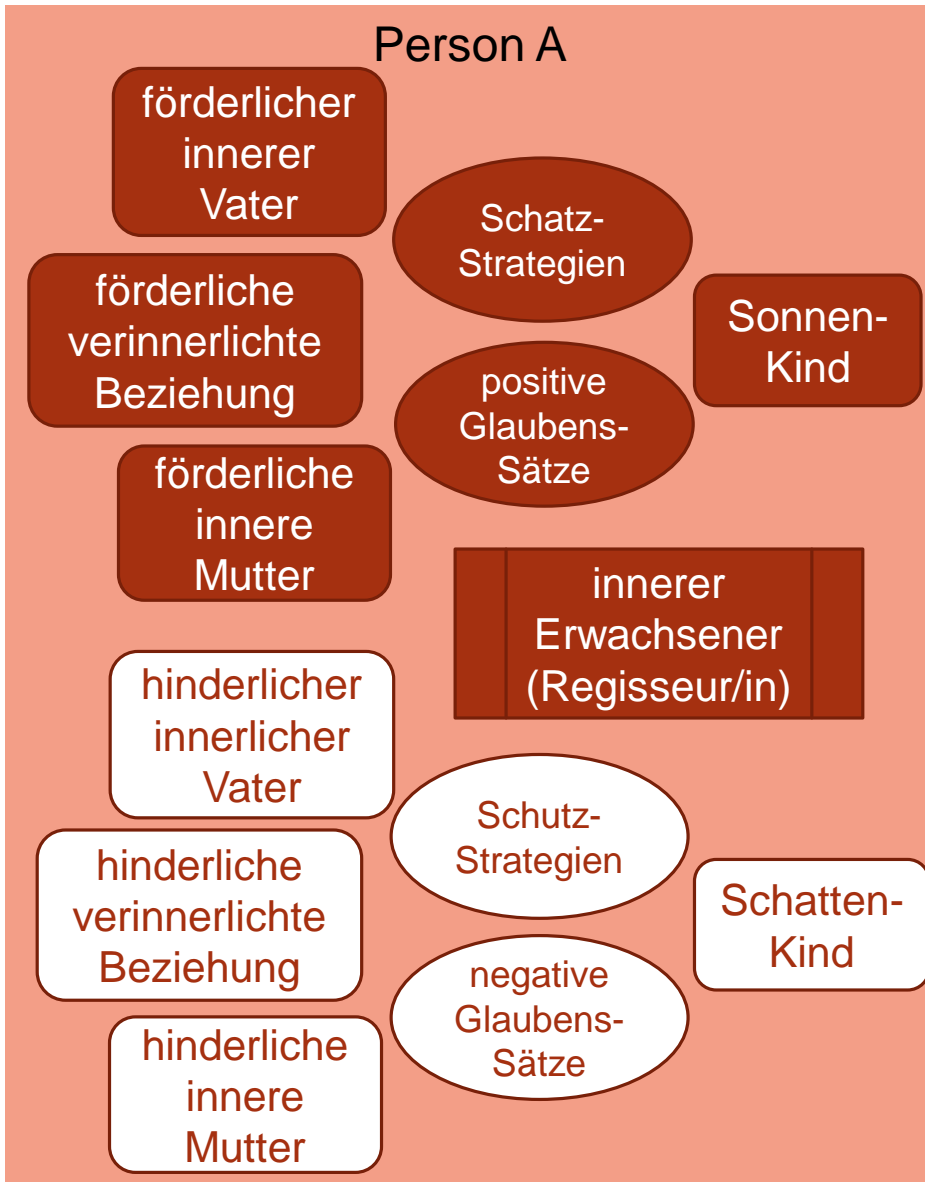 Person A
förderlicher
innerer
Vater
Schatz-
Strategien
förderliche
verinnerlichte
Beziehung
Sonnen-
Kind
positive
Glaubens-
Sätze
förderliche
innere
Mutter
innerer
Erwachsener
(Regisseur/in)
hinderlicher
innerlicher
Vater
Schutz-
Strategien
hinderliche
verinnerlichte
Beziehung
Schatten-
Kind
negative
Glaubens-
Sätze
hinderliche
innere
Mutter